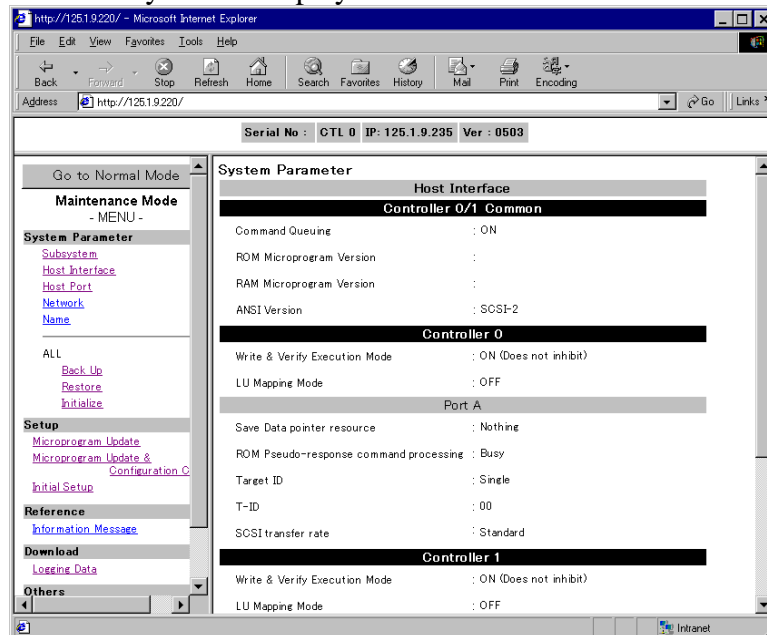 http://125.1.9.220/ - Microsoft Internet Explorer
File Edit View Favorites Tools Help
Back Forward Stop Refresh Home Search Favorites History Mail Print Encoding
Address http://125.1.9.220/ Go Links
Serial No : CTL 0 IP: 125.1.9.235 Ver : 0503
Go to Normal Mode
Maintenance Mode
- MENU -
System Parameter
Subsystem
Host Interface
Host Port
Network
Name
ALL
Back Up
Restore
Initialize
Setup
Microprogram Update
Microprogram Update &
Configuration C
Initial Setup
Reference
Information Message
Download
Logging Data
Others
System Parameter
Host Interface
Controller 0/1 Common
Command Queuing : ON
ROM Microprogram Version :
RAM Microprogram Version :
ANSI Version : SCSI-2
Controller 0
Write & Verify Execution Mode : ON (Does not inhibit)
LU Mapping Mode : OFF
Port A
Save Data pointer resource : Nothing
ROM Pseudo-response command processing : Busy
Target ID : Single
T-ID : 00
SCSI transfer rate : Standard
Controller 1
Write & Verify Execution Mode : ON (Does not inhibit)
LU Mapping Mode : OFF
Intranet